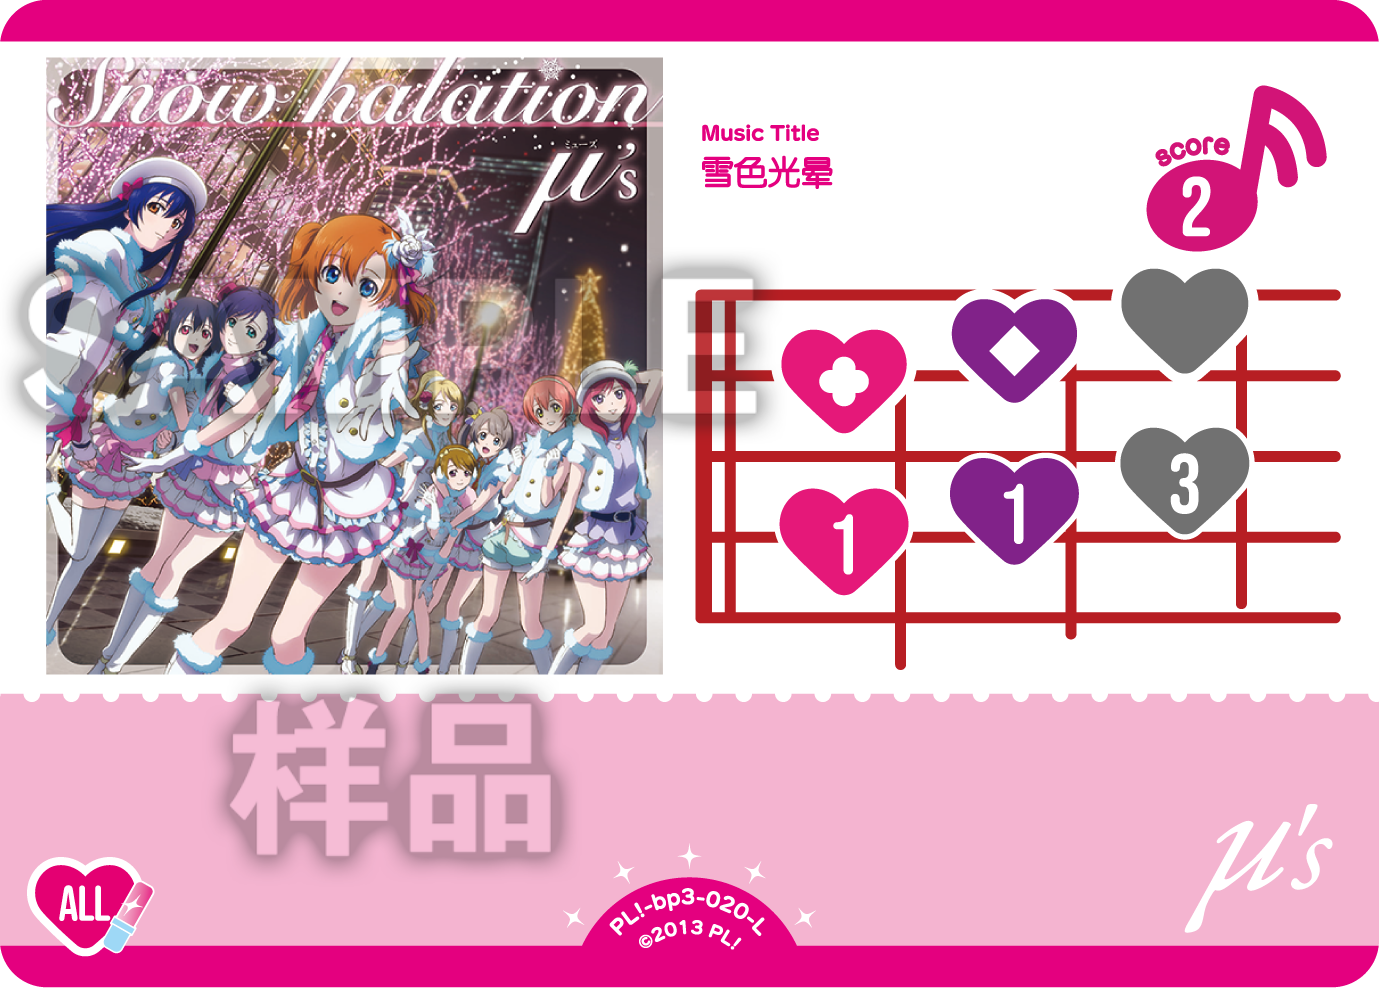 Snow halation
ミューズ
μ's
Music Title
雪色光晕
score
2
SAMPLE
1
1
3
样品
μ's
ALL
PL!-bp3-020-L
©2013 PL!